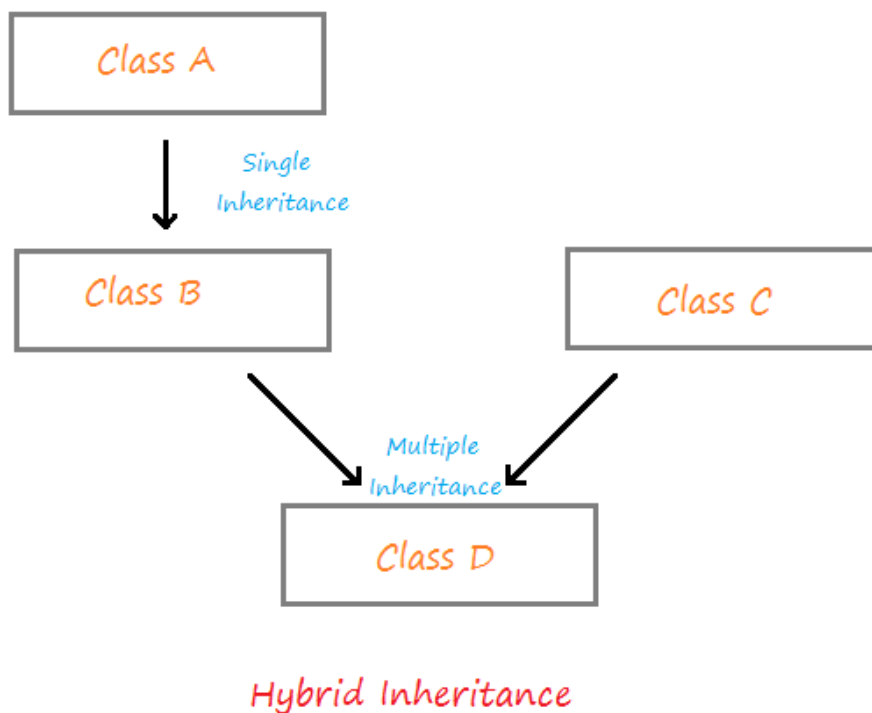 Class A
Single
Inheritance
Class B
Class C
Multiple
Inheritance
Class D
Hybrid Inheritance